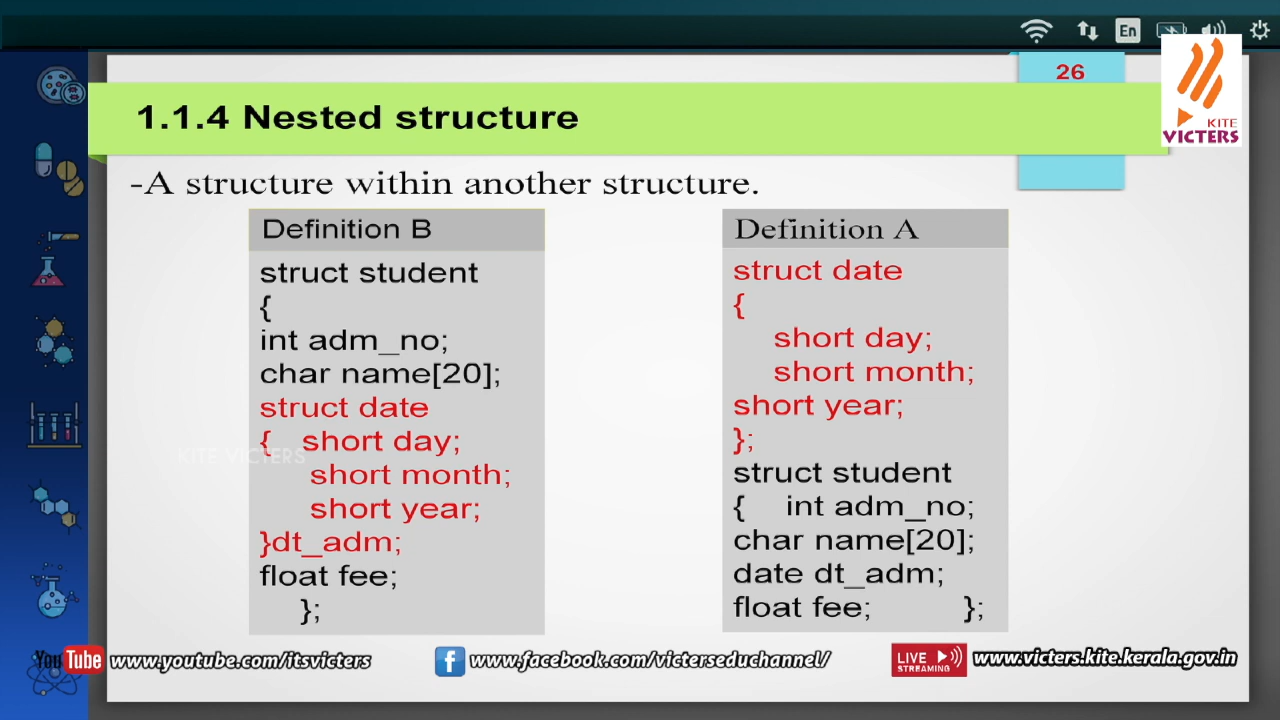 En
26
KITE
VICTERS
1.1.4 Nested structure
-A structure within another structure.
Definition B
struct student
{
int adm_no;
char name[20];
struct date
{ short day;
short month;
short year;
}dt_adm;
float fee;
};
KITE VICTERS
Definition A
struct date
{
short day;
short month;
short year;
};
struct student
{ int adm_no;
char name[20];
date dt_adm;
float fee; };
YouTube www.youtube.com/itsvicters
f www.facebook.com/victerseduchannel/
LIVE STREAMING www.victers.kite.kerala.gov.in